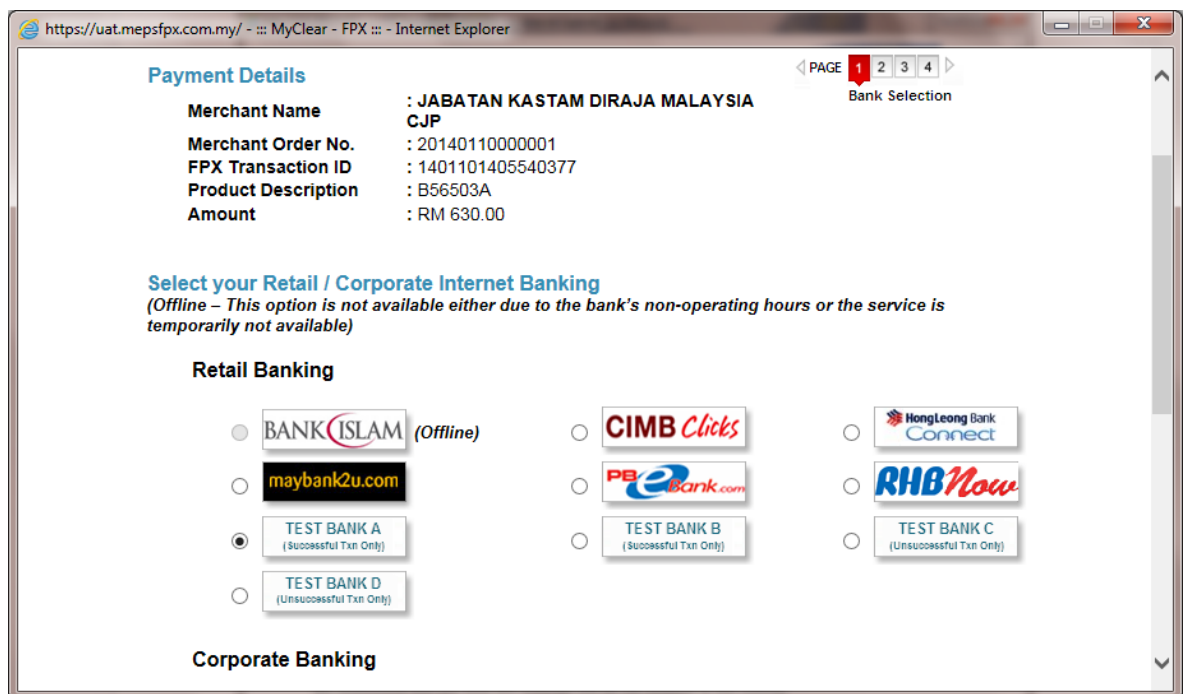 https://uat.mepsfpx.com.my/ - ::: MyClear - FPX ::: - Internet Explorer
PAGE 1 2 3 4
Bank Selection
Payment Details
Merchant Name : JABATAN KASTAM DIRAJA MALAYSIA
CJP
Merchant Order No. : 20140110000001
FPX Transaction ID : 1401101405540377
Product Description : B56503A
Amount : RM 630.00
Select your Retail / Corporate Internet Banking
(Offline – This option is not available either due to the bank's non-operating hours or the service is
temporarily not available)
Retail Banking
BANK ISLAM (Offline)
CIMB Clicks
HongLeong Bank
Connect
maybank2u.com
PB eBank.com
RHB Now
TEST BANK A
(Successful Txn Only)
TEST BANK B
(Successful Txn Only)
TEST BANK C
(Unsuccessful Txn Only)
TEST BANK D
(Unsuccessful Txn Only)
Corporate Banking